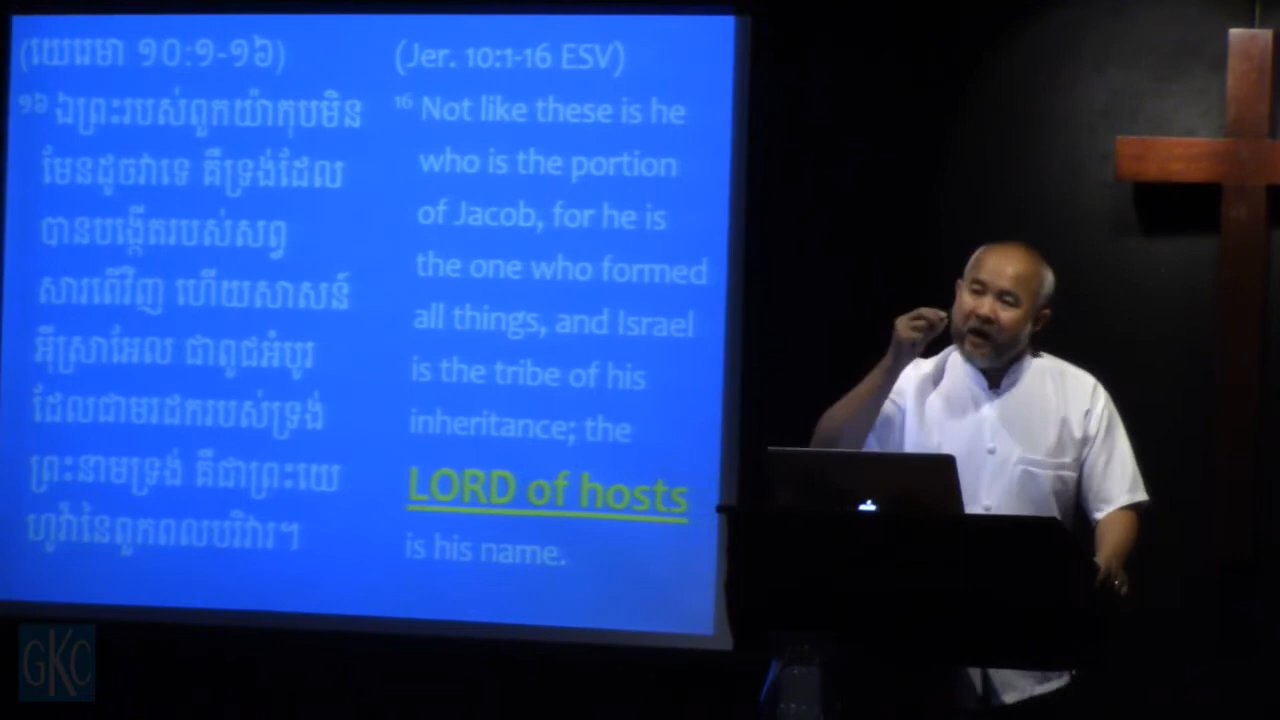 (យេរេមា ១០:១-១៦)
១៦ ឯព្រះរបស់ពួកយ៉ាកុបមិន
មែនដូចវាទេ គឺទ្រង់ដែល
បានបង្កើតរបស់សព្វ
សារពើវិញ ហើយសាសន៍
អ៊ីស្រាអែល ជាពូជអំបូរ
ដែលជាមរដករបស់ទ្រង់
ព្រះនាមទ្រង់ គឺជាព្រះយេ
ហូវ៉ានៃពួកពលបរិវារ។
(Jer. 10:1-16 ESV)
16 Not like these is he
who is the portion
of Jacob, for he is
the one who formed
all things, and Israel
is the tribe of his
inheritance; the
LORD of hosts
is his name.
GKC